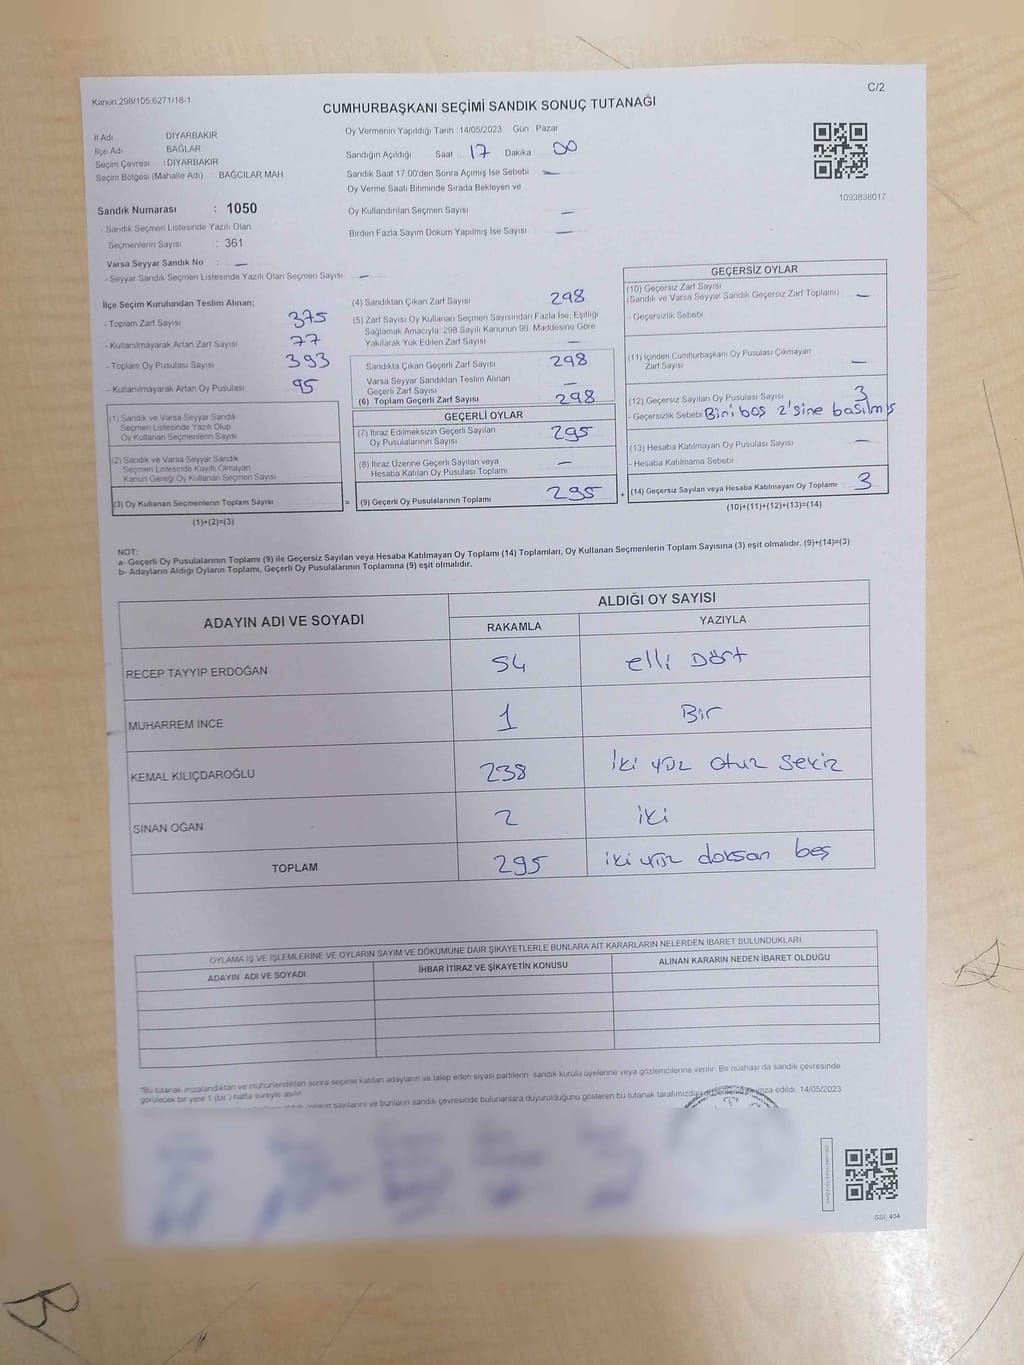 Kanun.298/105.6271/18-1
C/2
CUMHURBAŞKANI SEÇİMİ SANDIK SONUÇ TUTANAĞI
İl Adı DİYARBAKIR
İlçe Adı BAĞLAR
Seçim Çevresi : DİYARBAKIR
Seçim Bölgesi (Mahalle Adı) : BAĞCILAR MAH.
Oy Vermenin Yapıldığı Tarih :14/05/2023 Gün : Pazar
Sandığın Açıldığı Saat : 17 Dakika : 00
Sandık Saat 17 00'den Sonra Açımış İse Sebebi —
Oy Verme Saati Bitiminde Sırada Bekleyen ve
Oy Kullandırılan Seçmen Sayısı —
Birden Fazla Sayım Döküm Yapılmış İse Sayısı —
1093838017
Sandık Numarası : 1050
- Sandık Seçmen Listesinde Yazılı Olan
Seçmenlerin Sayısı : 361
Varsa Seyyar Sandık No : —
- Seyyar Sandık Seçmen Listesinde Yazılı Olan Seçmen Sayısı: —
İlçe Seçim Kurulundan Teslim Alınan;
- Toplam Zarf Sayısı 375
- Kullanılmayarak Artan Zarf Sayısı 77
- Toplam Oy Pusulası Sayısı 393
- Kullanılmayarak Artan Oy Pusulası 95
(1) Sandık ve Varsa Seyyar Sandık
Seçmen Listesinde Yazılı Olup
Oy Kullanan Seçmenlerin Sayısı
(2) Sandık ve Varsa Seyyar Sandık
Seçmen Listesinde Kayıtlı Olmayan
Kanun Gereği Oy Kullanan Seçmen Sayısı
(3) Oy Kullanan Seçmenlerin Toplam Sayısı =
(1)+(2)=(3)
(4) Sandıktan Çıkan Zarf Sayısı 298
(5) Zarf Sayısı Oy Kullanan Seçmen Sayısından Fazla İse, Eşitliği
Sağlamak Amacıyla, 298 Sayılı Kanunun 98. Maddesine Göre
Yakılarak Yok Edilen Zarf Sayısı —
Sandıkta Çıkan Geçerli Zarf Sayısı 298
Varsa Seyyar Sandıktan Teslim Alınan
Geçerli Zarf Sayısı —
(6) Toplam Geçerli Zarf Sayısı 298
GEÇERLİ OYLAR
(7) İtiraz Edilmeksizin Geçerli Sayılan
Oy Pusulalarının Sayısı 295
(8) İtiraz Üzerine Geçerli Sayılan veya
Hesaba Katılan Oy Pusulası Toplamı —
(9) Geçerli Oy Pusulalarının Toplamı 295 +
GEÇERSİZ OYLAR
(10) Geçersiz Zarf Sayısı
(Sandık ve Varsa Seyyar Sandık Geçersiz Zarf Toplamı) —
- Geçersizlik Sebebi
(11) İçinden Cumhurbaşkanı Oy Pusulası Çıkmayan
Zarf Sayısı —
(12) Geçersiz Sayılan Oy Pusulası Sayısı 3
- Geçersizlik Sebebi Bini boş 2'sine basılmış
(13) Hesaba Katılmayan Oy Pusulası Sayısı —
- Hesaba Katılmama Sebebi
(14) Geçersiz Sayılan veya Hesaba Katılmayan Oy Toplamı 3
(10)+(11)+(12)+(13)=(14)
NOT:
a- Geçerli Oy Pusulalarının Toplamı (9) ile Geçersiz Sayılan veya Hesaba Katılmayan Oy Toplamı (14) Toplamları, Oy Kullanan Seçmenlerin Toplam Sayısına (3) eşit olmalıdır. (9)+(14)=(3)
b- Adayların Aldığı Oyların Toplamı, Geçerli Oy Pusulalarının Toplamına (9) eşit olmalıdır.
ADAYIN ADI VE SOYADI ALDIĞI OY SAYISI
RAKAMLA YAZIYLA
RECEP TAYYİP ERDOĞAN 54 elli Dört
MUHARREM İNCE 1 Bir
KEMAL KILIÇDAROĞLU 238 iki yüz otuz sekiz
SİNAN OĞAN 2 iki
TOPLAM 295 iki yüz doksan beş
OYLAMA İŞ VE İŞLEMLERİNE VE OYLARIN SAYIM VE DÖKÜMÜNE DAİR ŞİKAYETLERLE BUNLARA AİT KARARLARIN NELERDEN İBARET BULUNDUKLARI
ADAYIN ADI VE SOYADI İHBAR İTİRAZ VE ŞİKAYETİN KONUSU ALINAN KARARIN NEDEN İBARET OLDUĞU
"Bu tutanak imzalandıktan ve mühürlendikten sonra seçime katılan adayların ve talep eden siyasi partilerin sandık kurulu üyelerine veya gözlemcilerine verilir. Bir nüshası da sandık çevresinde
görülecek bir yere 1 (bir ) hafta süreyle asılır.
sayılarını ve bunların sandık çevresinde bulunanlara duyurulduğunu gösteren bu tutanak tarafımızdan imza edildi. 14/05/2023
SSI_404
B